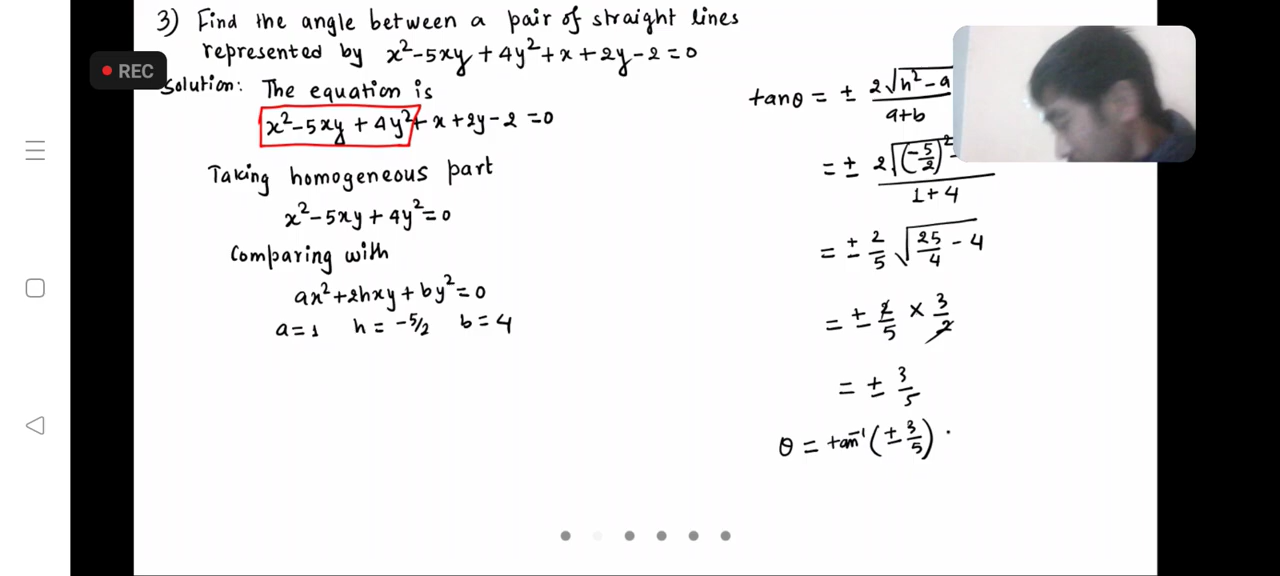 3) Find the angle between a pair of straight lines
represented by x²-5xy+4y²+x+2y-2=0
REC
Solution: The equation is
x²-5xy+4y²+x+2y-2=0
Taking homogeneous part
x²-5xy+4y²=0
Comparing with
ax²+2hxy+by²=0
a=1 h=-5/2 b=4
tanθ = ± 2√h²-a / a+b
= ± 2√(-5/2)²- / 1+4
= ± 2/5 √25/4 - 4
= ± 2/5 × 3/2
= ± 3/5
θ = tan⁻¹(± 3/5).